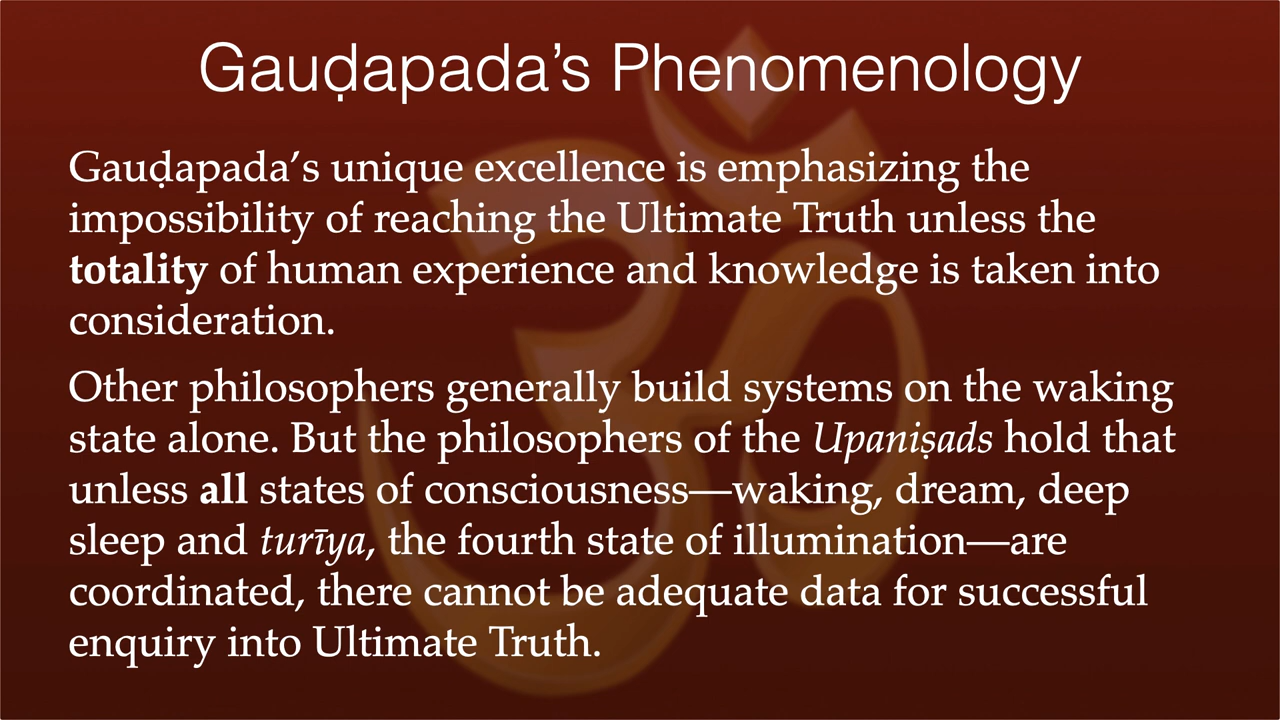 Gauḍapada’s Phenomenology
Gauḍapada’s unique excellence is emphasizing the
impossibility of reaching the Ultimate Truth unless the
totality of human experience and knowledge is taken into
consideration.
Other philosophers generally build systems on the waking
state alone. But the philosophers of the Upaniṣads hold that
unless all states of consciousness—waking, dream, deep
sleep and turīya, the fourth state of illumination—are
coordinated, there cannot be adequate data for successful
enquiry into Ultimate Truth.